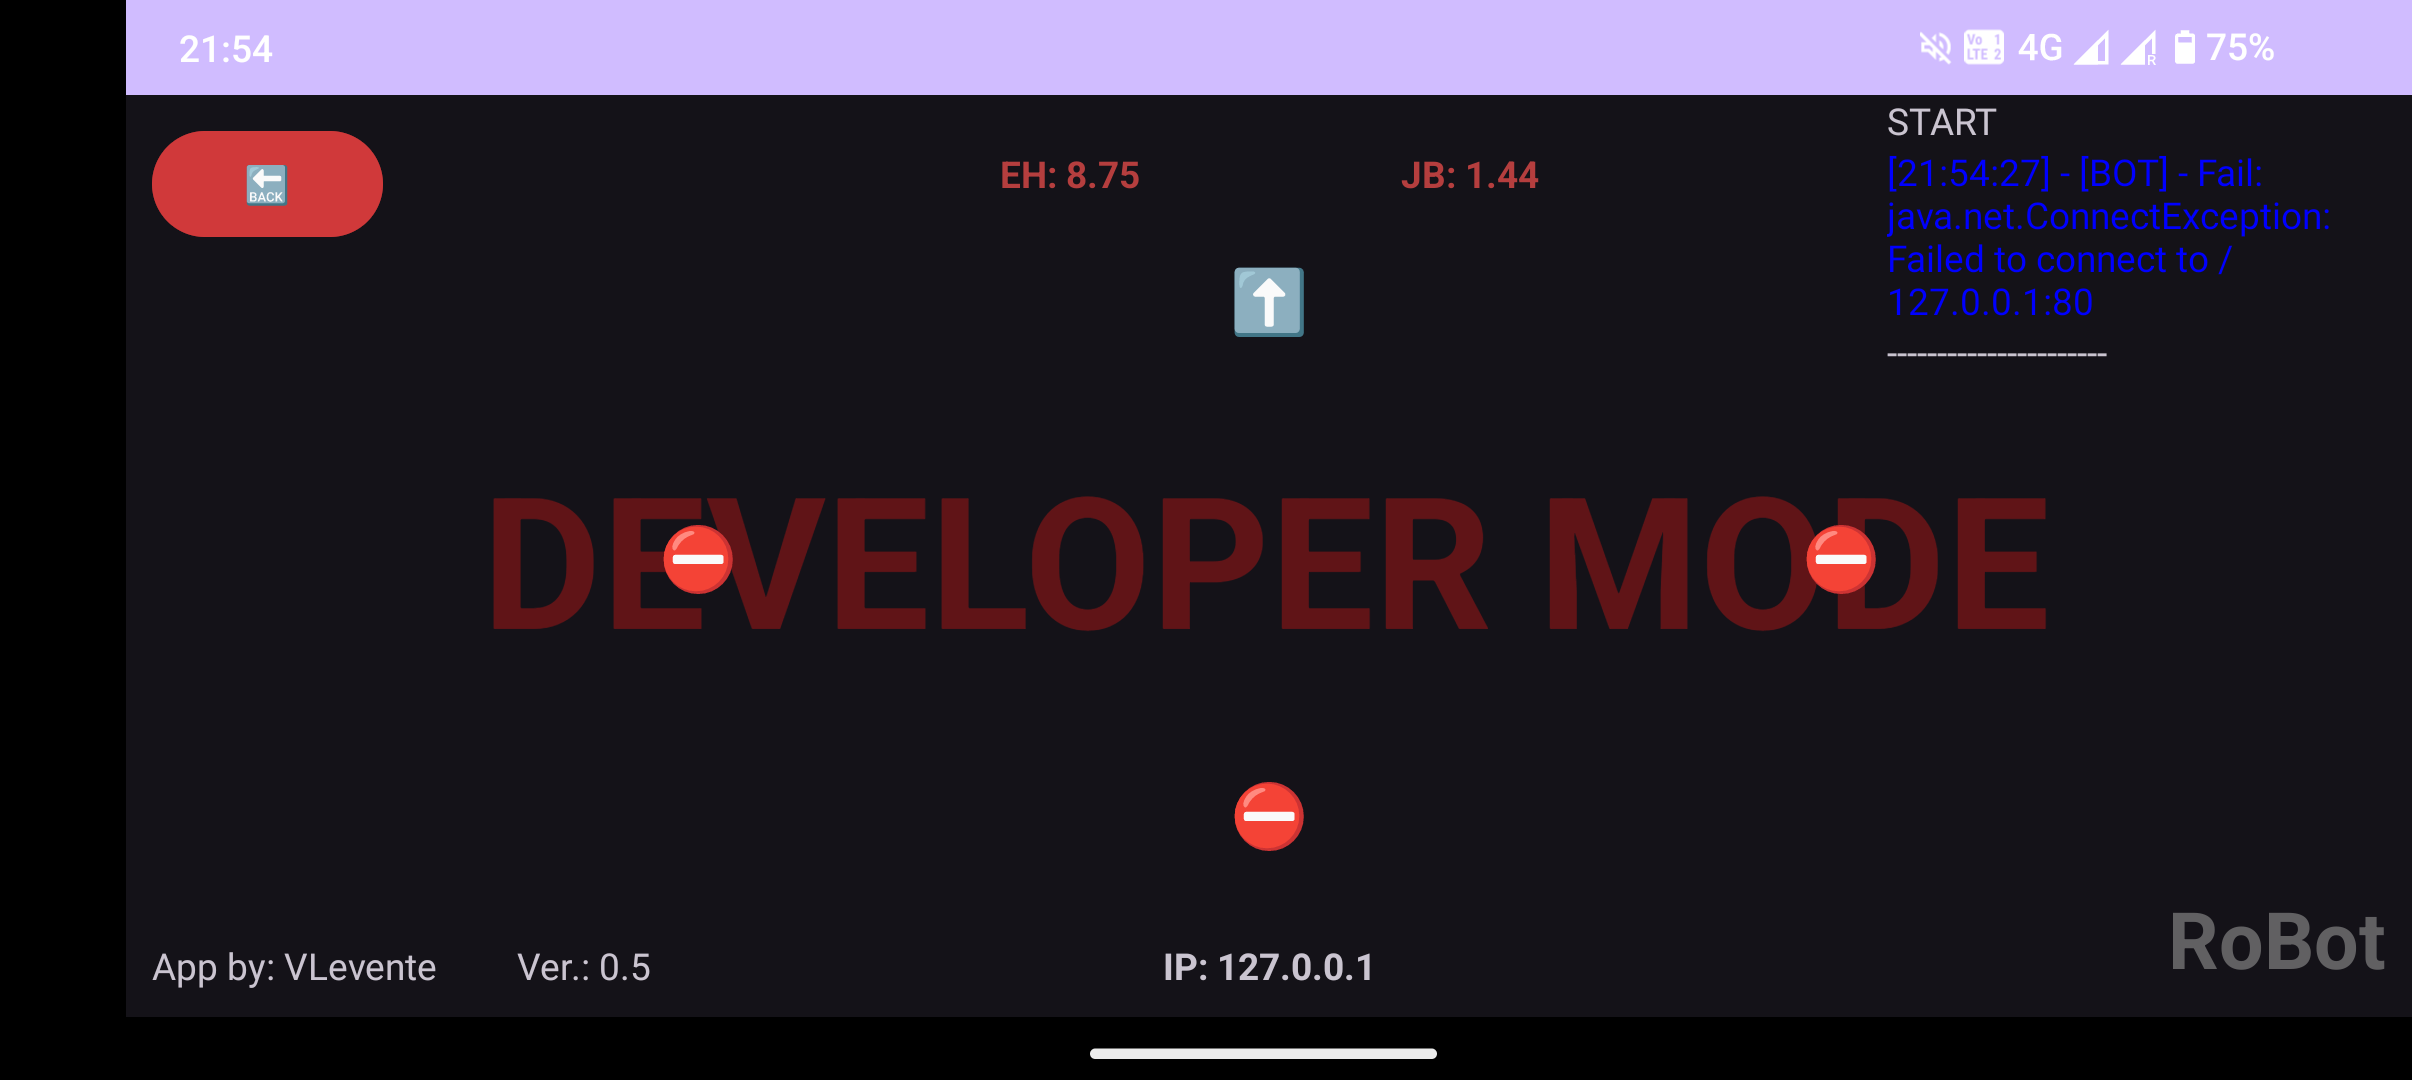 21:54
Vo 1
LTE 2
4G
R
75%
BACK
EH: 8.75
JB: 1.44
START
[21:54:27] - [BOT] - Fail:
java.net.ConnectException:
Failed to connect to /
127.0.0.1:80
----------------------
DEVELOPER MODE
App by: VLevente
Ver.: 0.5
IP: 127.0.0.1
RoBot